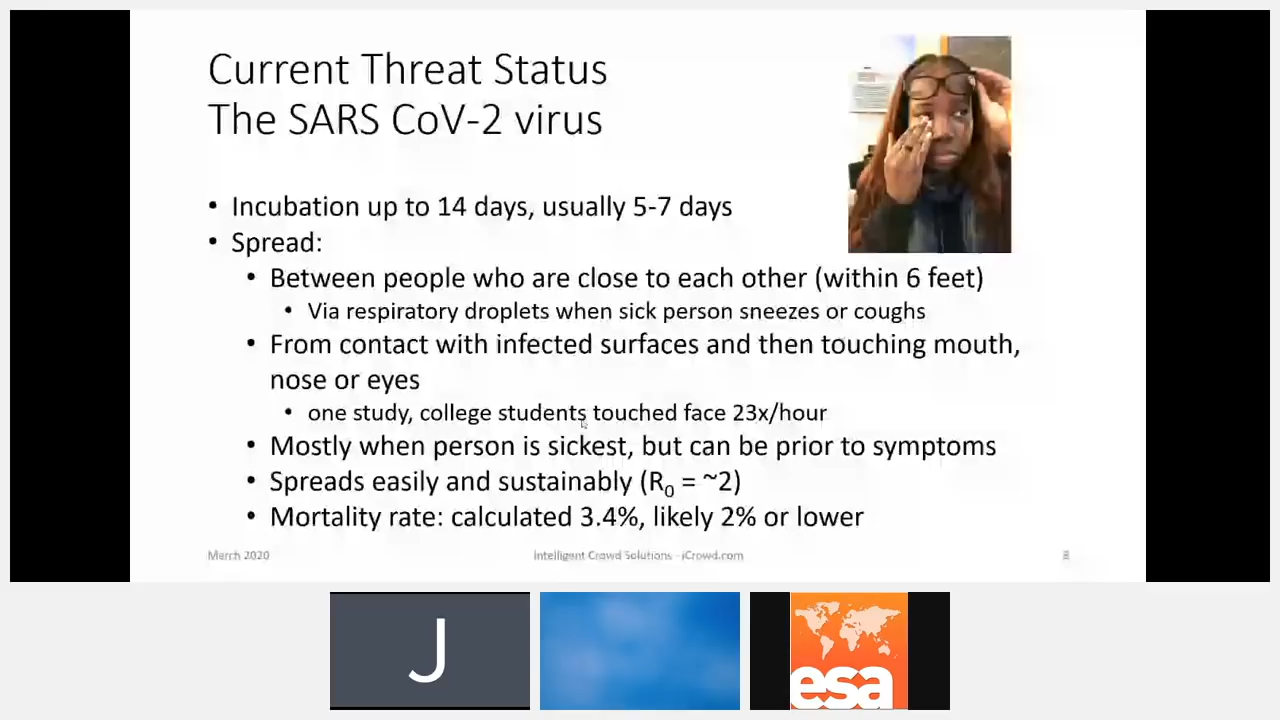 Current Threat Status
The SARS CoV-2 virus
• Incubation up to 14 days, usually 5-7 days
• Spread:
• Between people who are close to each other (within 6 feet)
• Via respiratory droplets when sick person sneezes or coughs
• From contact with infected surfaces and then touching mouth,
nose or eyes
• one study, college students touched face 23x/hour
• Mostly when person is sickest, but can be prior to symptoms
• Spreads easily and sustainably (R₀ = ~2)
• Mortality rate: calculated 3.4%, likely 2% or lower
March 2020
Intelligent Crowd Solutions - iCrowd.com
8
J
esa